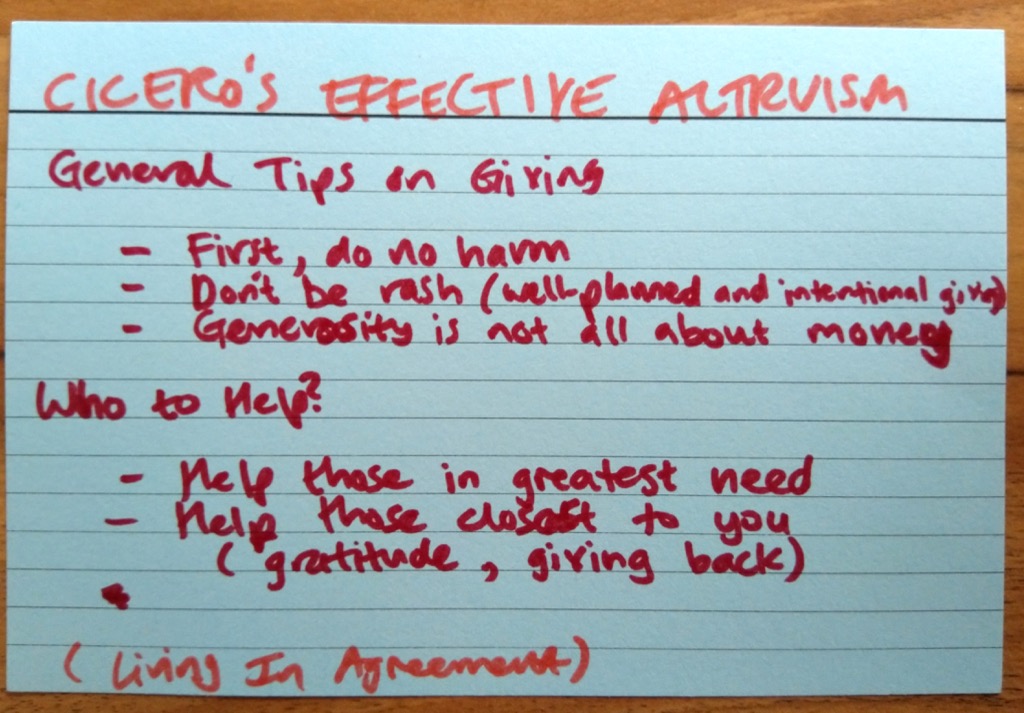 CICERO'S EFFECTIVE ALTRUISM
General Tips on Giving
- First, do no harm
- Don't be rash (well-planned and intentional giving)
- Generosity is not all about money
Who to Help?
- Help those in greatest need
- Help those closest to you
(gratitude, giving back)
(Living In Agreement)